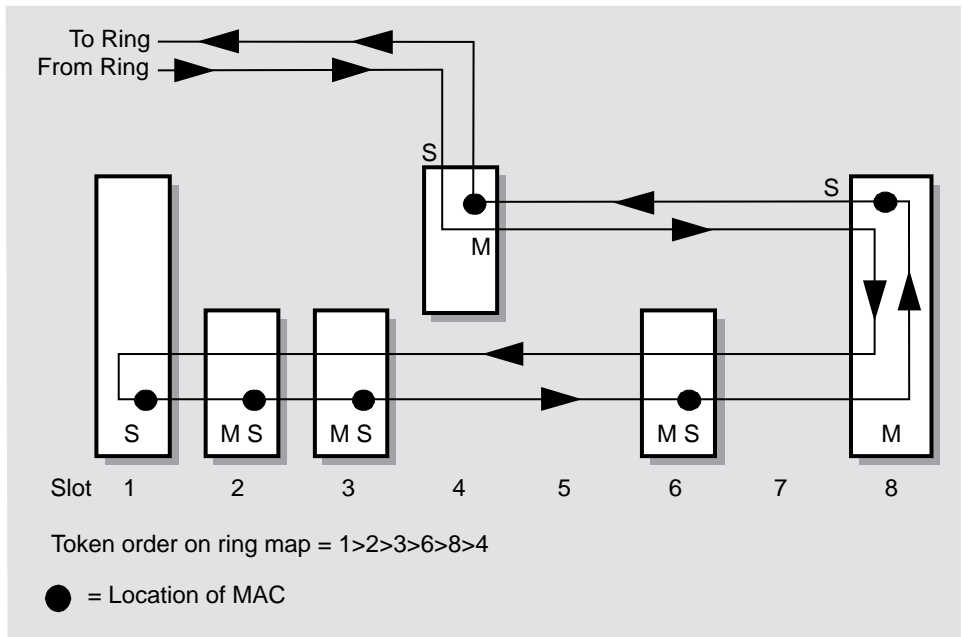 To Ring
From Ring
S
S
M
S
M S
M S
M S
M
Slot 1 2 3 4 5 6 7 8
Token order on ring map = 1>2>3>6>8>4
= Location of MAC